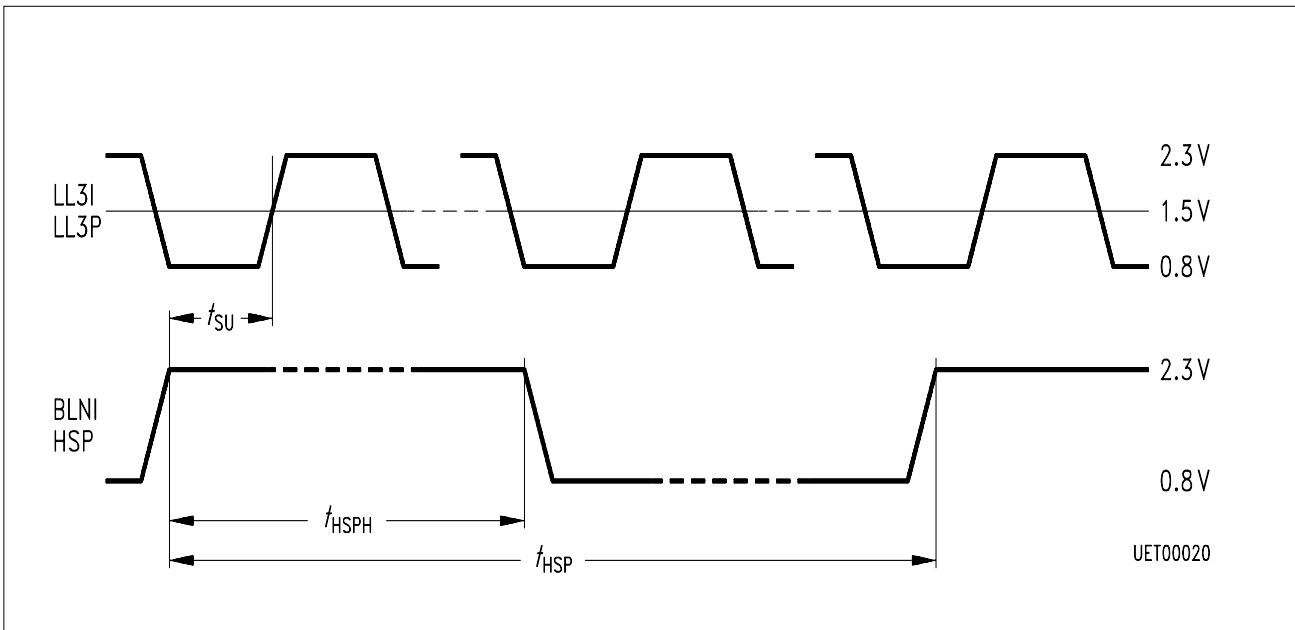 2.3 V
LL3I
LL3P
1.5 V
0.8 V
tSU
2.3 V
BLNI
HSP
0.8 V
tHSPH
tHSP
UET00020